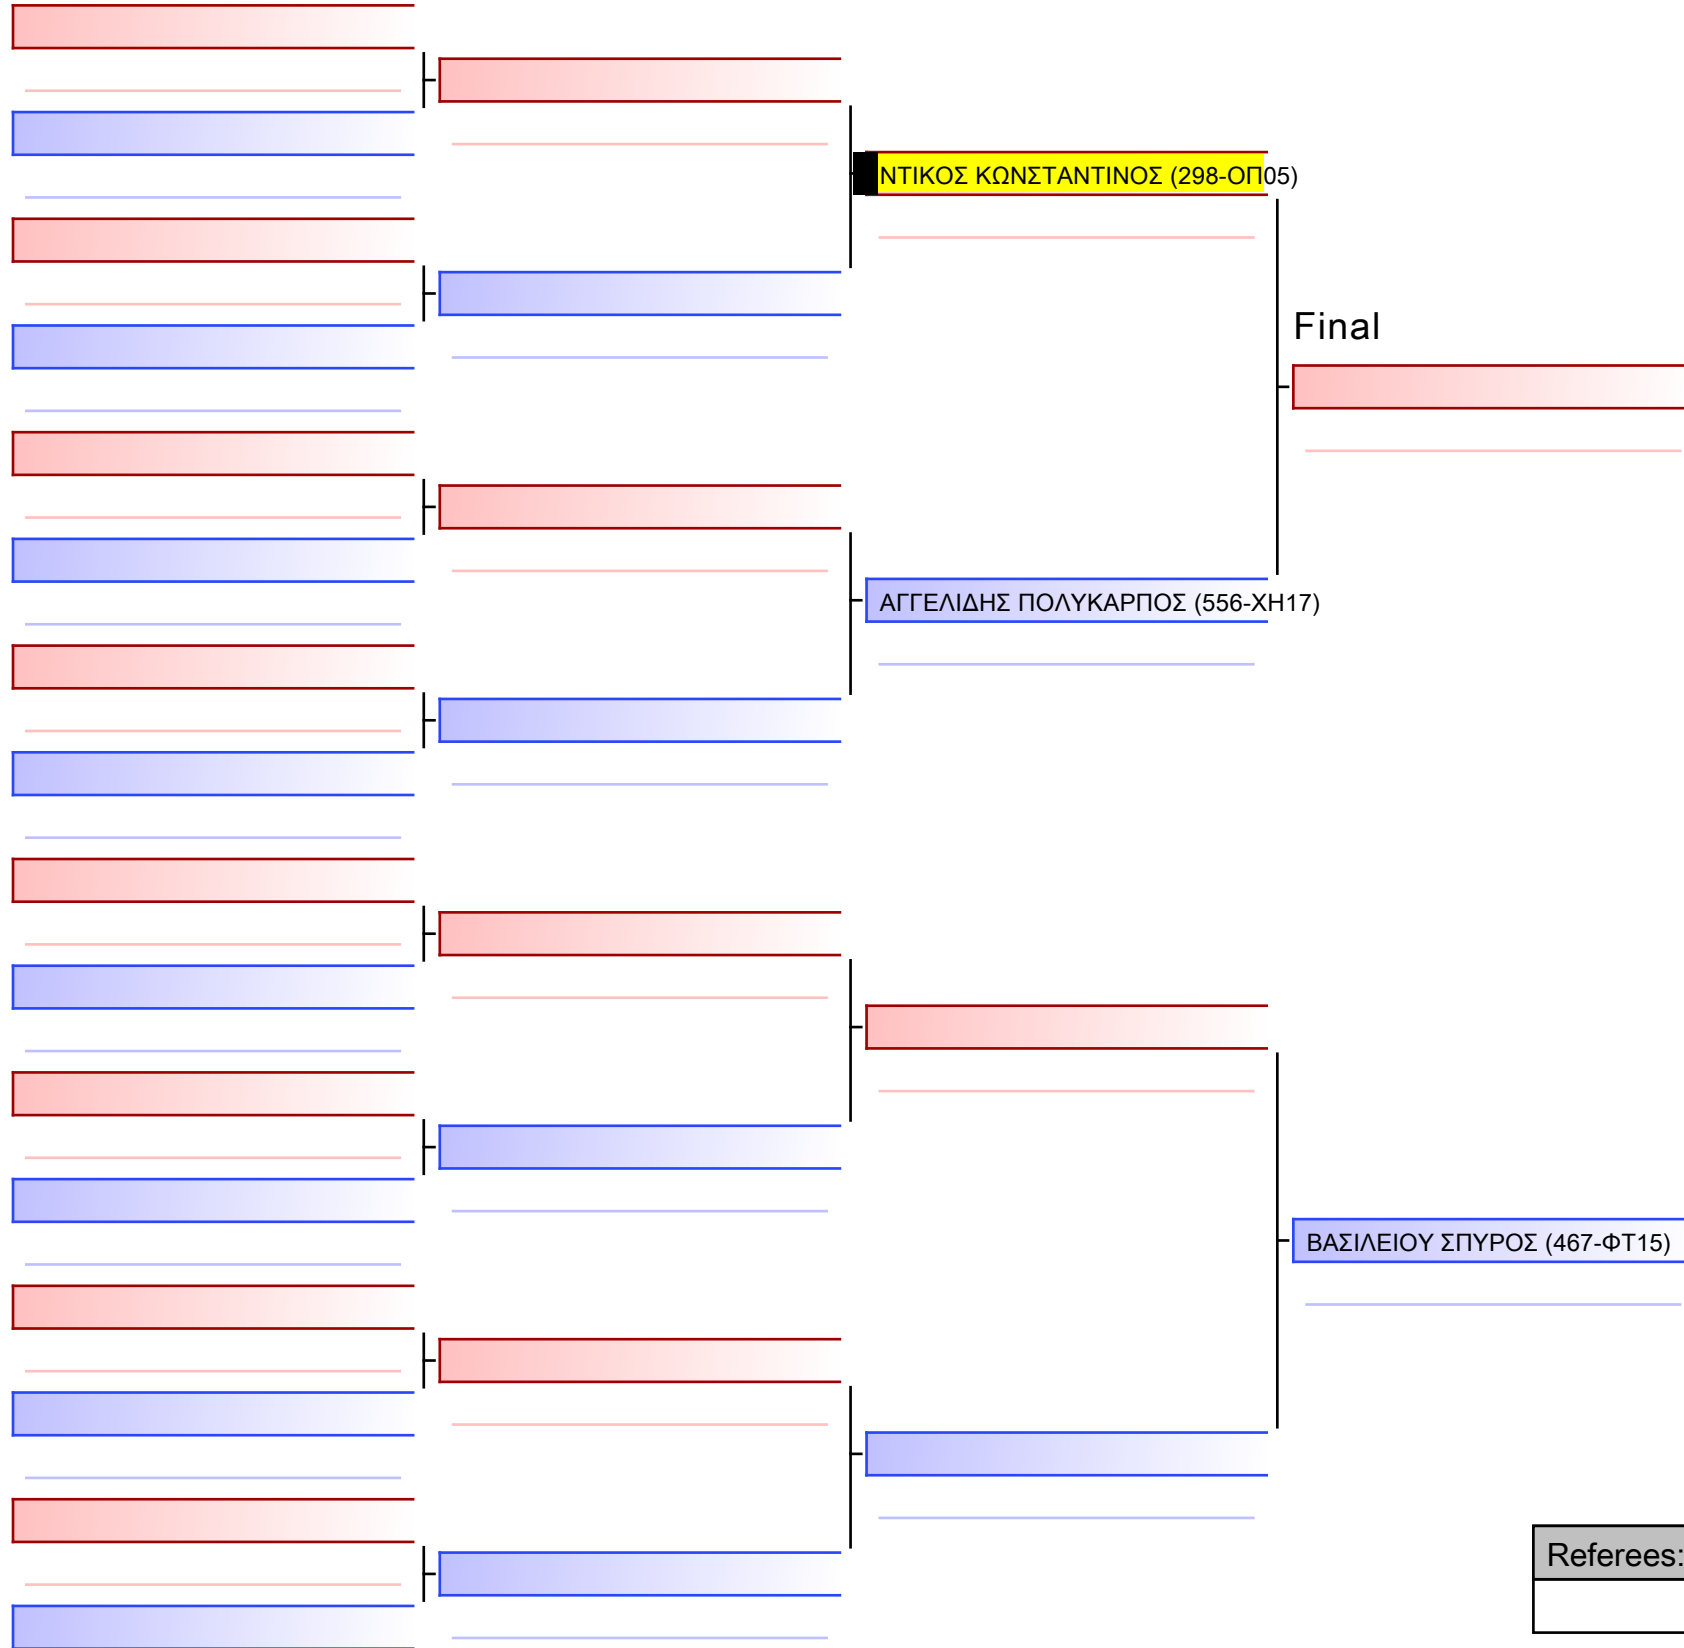 ΝΤΙΚΟΣ ΚΩΝΣΤΑΝΤΙΝΟΣ (298-ΟΠ05)
Final
ΑΓΓΕΛΙΔΗΣ ΠΟΛΥΚΑΡΠΟΣ (556-ΧΗ17)
ΒΑΣΙΛΕΙΟΥ ΣΠΥΡΟΣ (467-ΦΤ15)
Referees: